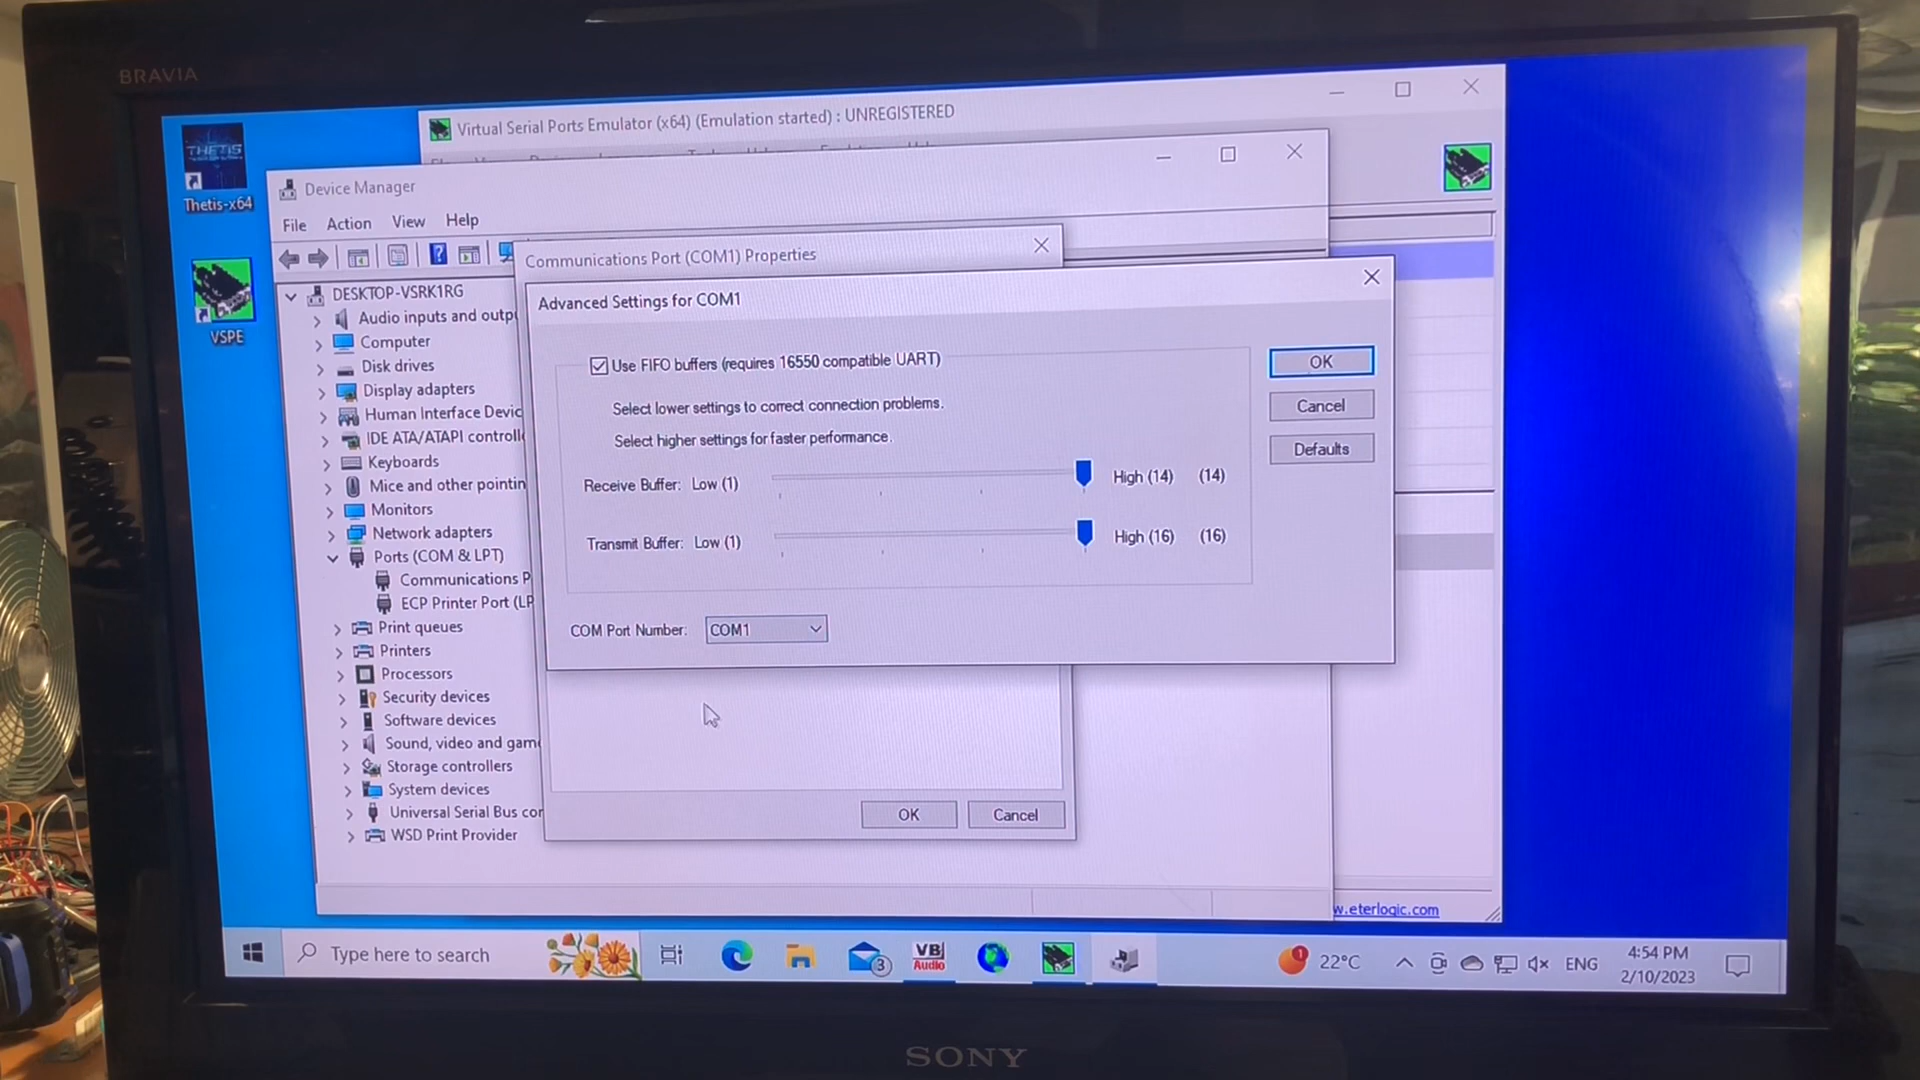 BRAVIA
THETIS
Thetis-x64
VSPE
Virtual Serial Ports Emulator (x64) (Emulation started) : UNREGISTERED
Device Manager
File Action View Help
DESKTOP-VSRK1RG
Audio inputs and outp
Computer
Disk drives
Display adapters
Human Interface Devic
IDE ATA/ATAPI controll
Keyboards
Mice and other pointin
Monitors
Network adapters
Ports (COM & LPT)
Communications P
ECP Printer Port (LP
Print queues
Printers
Processors
Security devices
Software devices
Sound, video and gam
Storage controllers
System devices
Universal Serial Bus con
WSD Print Provider
Communications Port (COM1) Properties
Advanced Settings for COM1
Use FIFO buffers (requires 16550 compatible UART)
Select lower settings to correct connection problems.
Select higher settings for faster performance.
Receive Buffer: Low (1) High (14) (14)
Transmit Buffer: Low (1) High (16) (16)
COM Port Number: COM1
OK
Cancel
Defaults
OK Cancel
w.eterlogic.com
Type here to search
3
VB
Audio
1
22°C
ENG
4:54 PM
2/10/2023
SONY